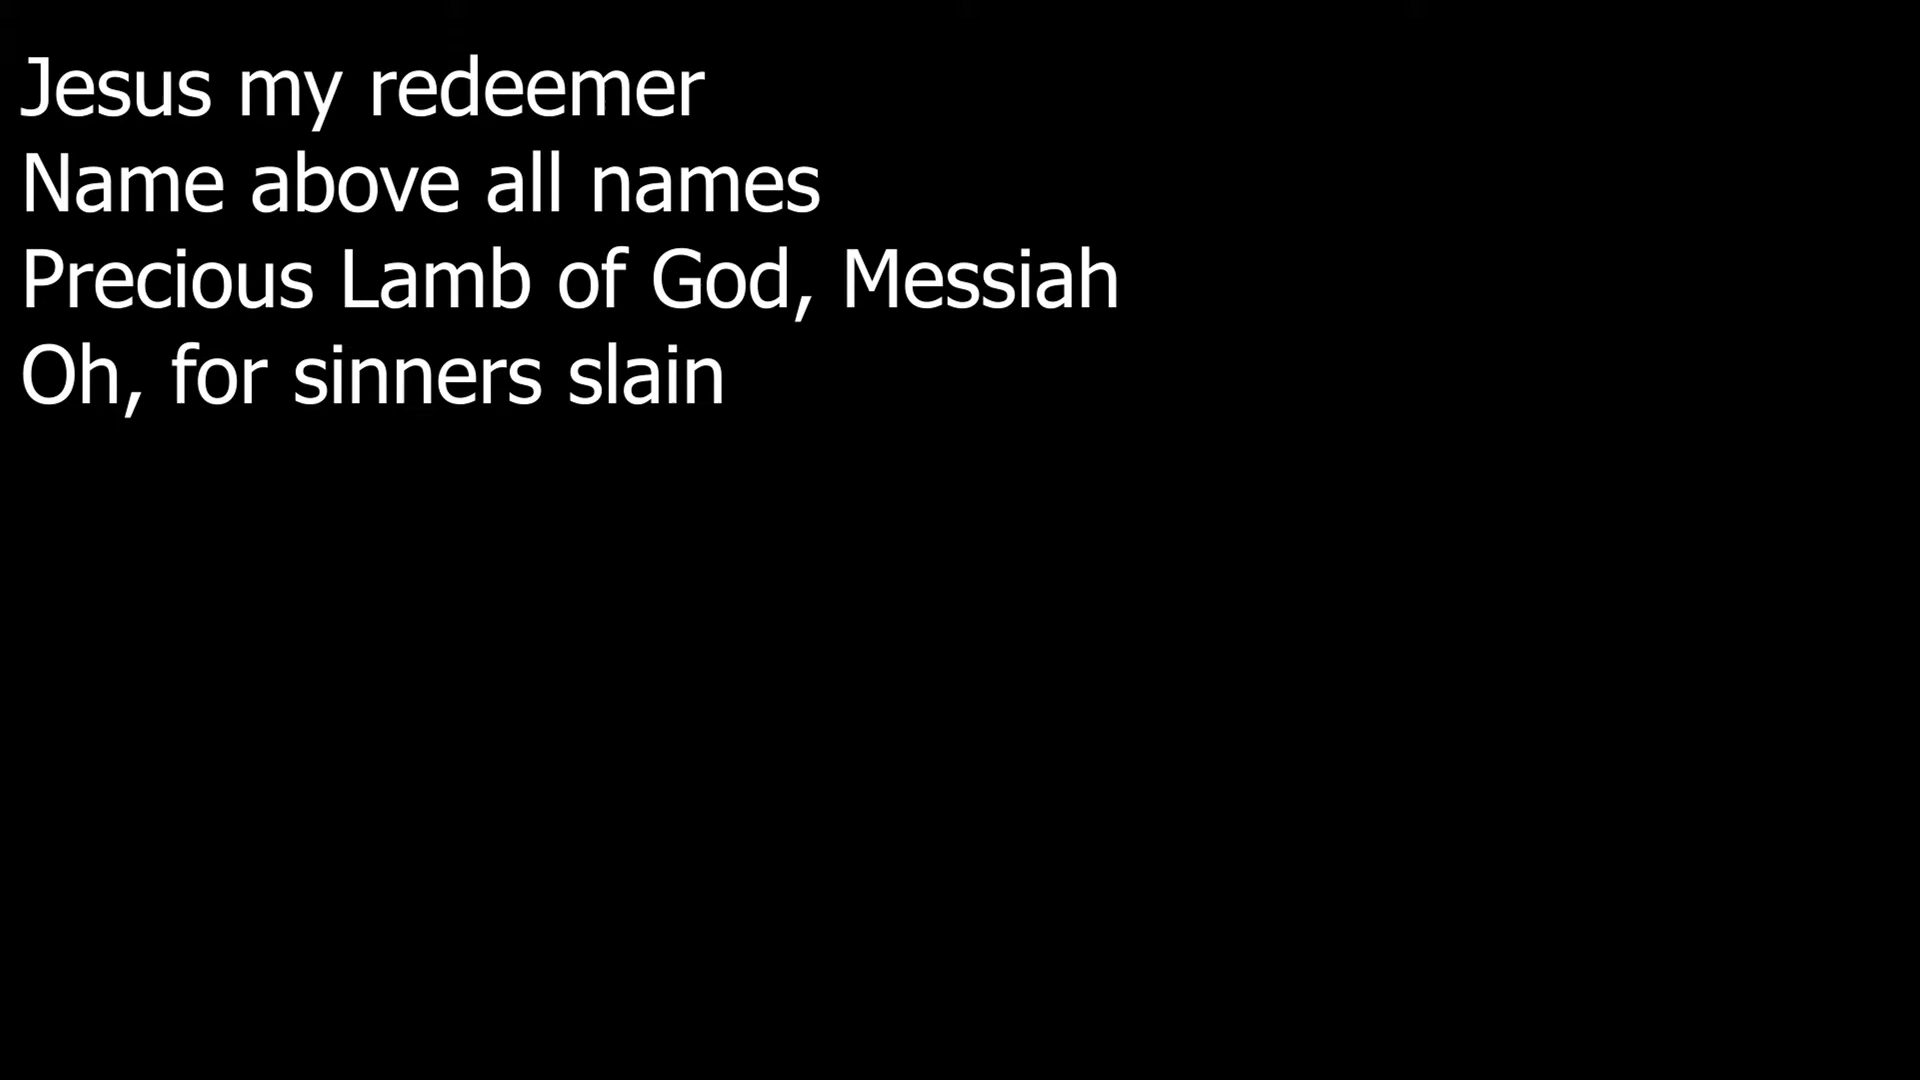 Jesus my redeemer
Name above all names
Precious Lamb of God, Messiah
Oh, for sinners slain